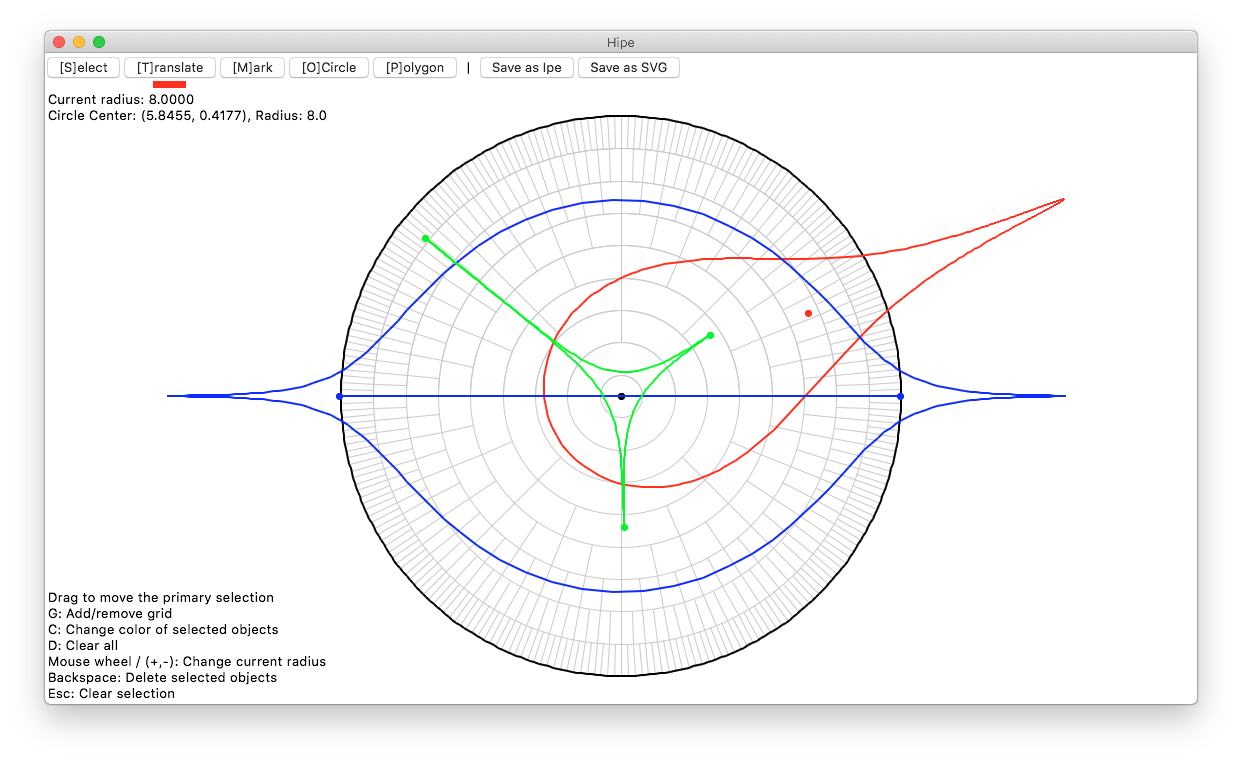 Hipe
[S]elect [T]ranslate [M]ark [O]Circle [P]olygon | Save as Ipe Save as SVG
Current radius: 8.0000
Circle Center: (5.8455, 0.4177), Radius: 8.0
Drag to move the primary selection
G: Add/remove grid
C: Change color of selected objects
D: Clear all
Mouse wheel / (+,-): Change current radius
Backspace: Delete selected objects
Esc: Clear selection